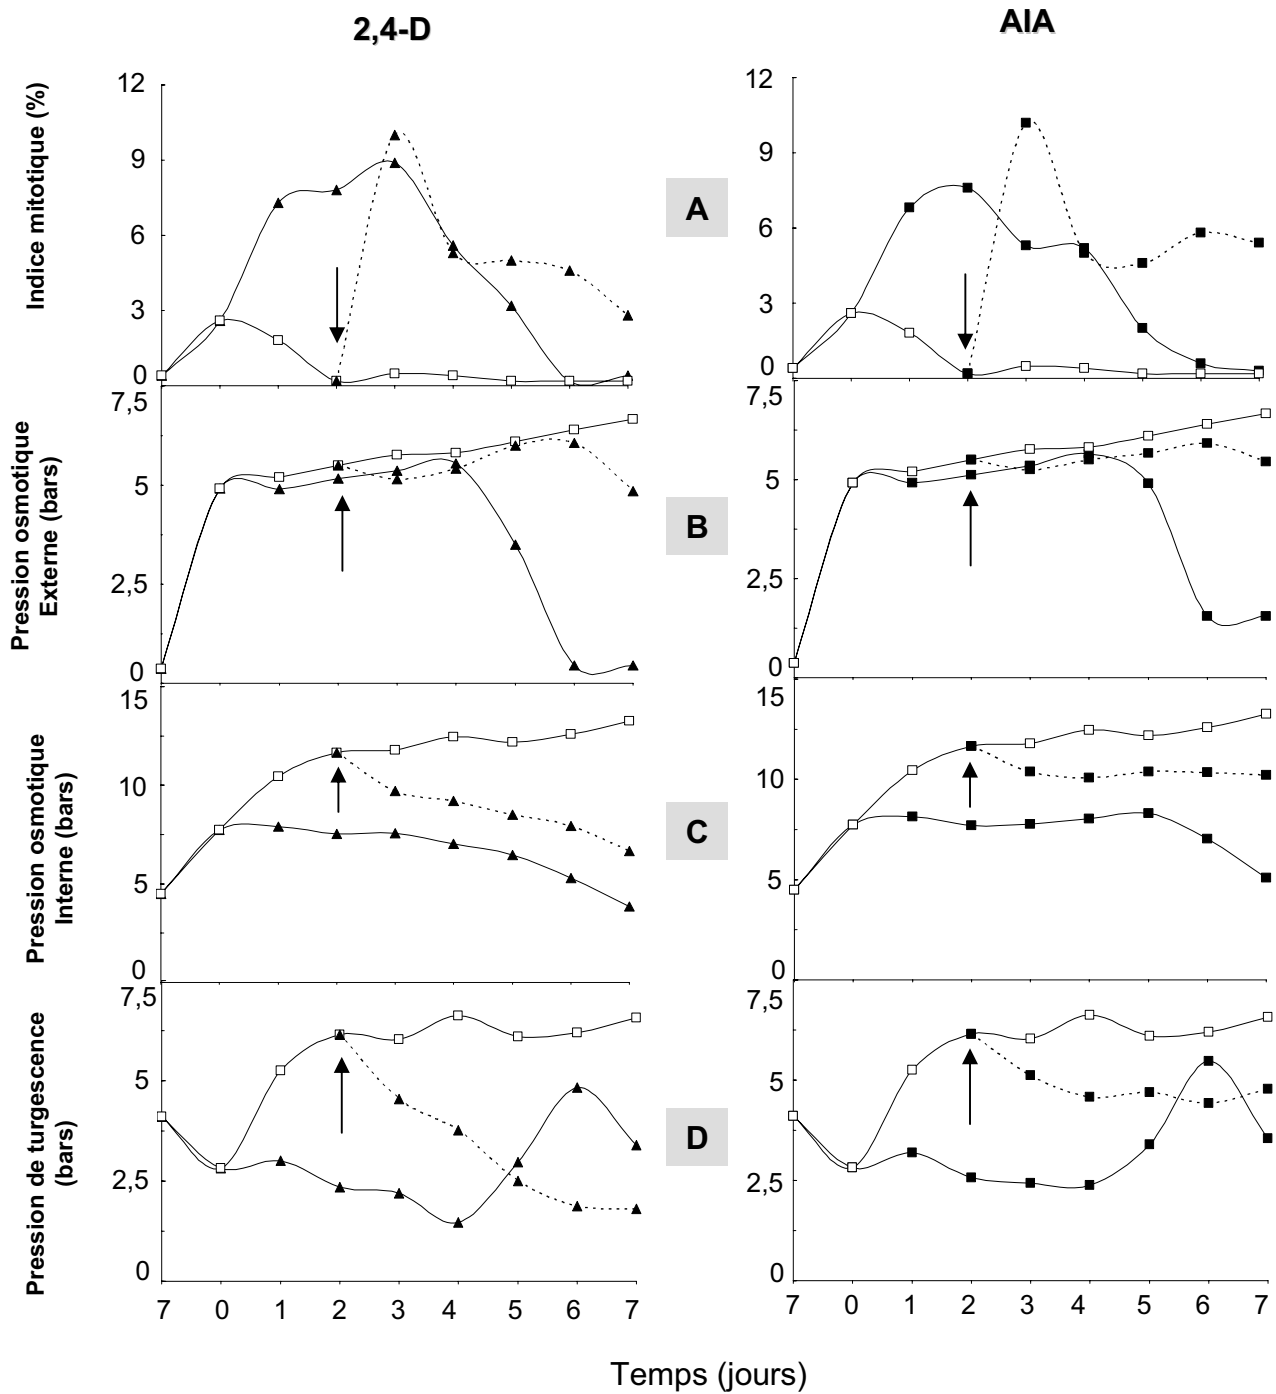 2,4-D
AIA
Indice mitotique (%)
12
9
6
3
0
A
12
9
6
3
0
Pression osmotique
Externe (bars)
7,5
5
2,5
0
B
7,5
5
2,5
0
Pression osmotique
Interne (bars)
15
10
5
0
C
15
10
5
0
Pression de turgescence
(bars)
7,5
5
2,5
0
D
7,5
5
2,5
0
7 0 1 2 3 4 5 6 7
7 0 1 2 3 4 5 6 7
Temps (jours)